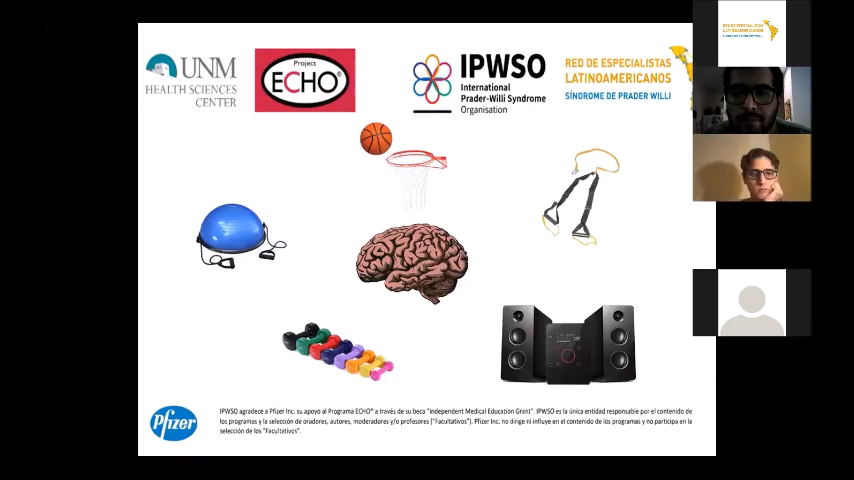 UNM
HEALTH SCIENCES
CENTER
Project
ECHO®
IPWSO
International
Prader-Willi Syndrome
Organisation
RED DE ESPECIALISTAS
LATINOAMERICANOS
SÍNDROME DE PRADER WILLI
RED DE ESPECIALISTAS
LATINOAMERICANOS
Pfizer
IPWSO agradece a Pfizer Inc. su apoyo al Programa ECHO® a través de su beca "Independent Medical Education Grant". IPWSO es la única entidad responsable por el contenido de
los programas y la selección de oradores, autores, moderadores y/o profesores ("Facultativos"). Pfizer Inc. no dirige ni influye en el contenido de los programas y no participa en la
selección de los "Facultativos".